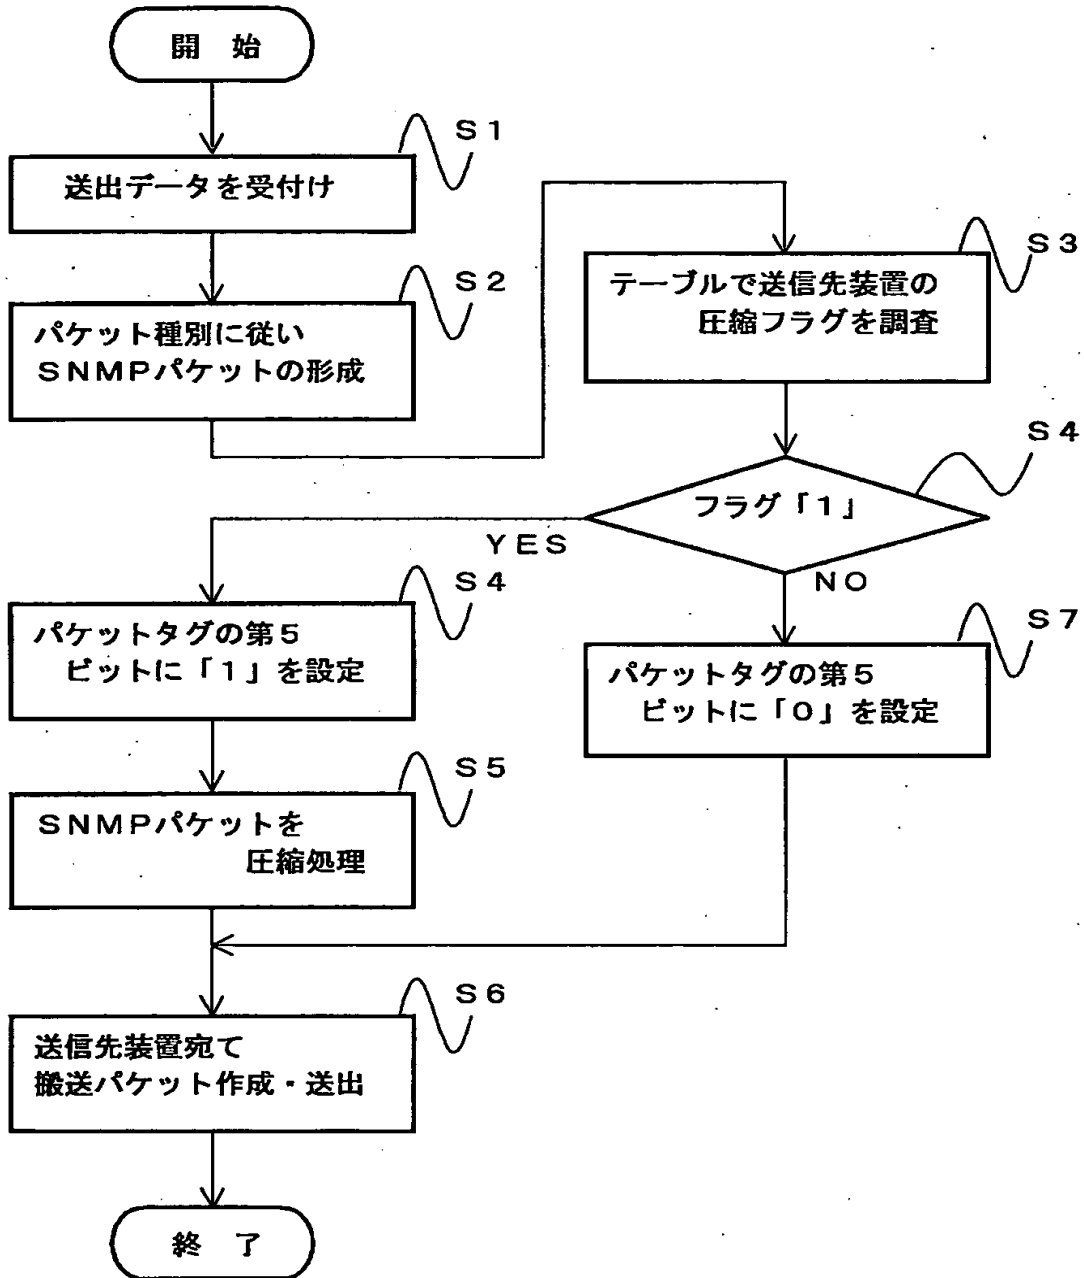 開 始
S1
送出データを受付け
S2
パケット種別に従い
SNMPパケットの形成
S3
テーブルで送信先装置の
圧縮フラグを調査
S4
フラグ「1」
YES
NO
S4
パケットタグの第5
ビットに「1」を設定
S7
パケットタグの第5
ビットに「0」を設定
S5
SNMPパケットを
圧縮処理
S6
送信先装置宛て
搬送パケット作成・送出
終 了